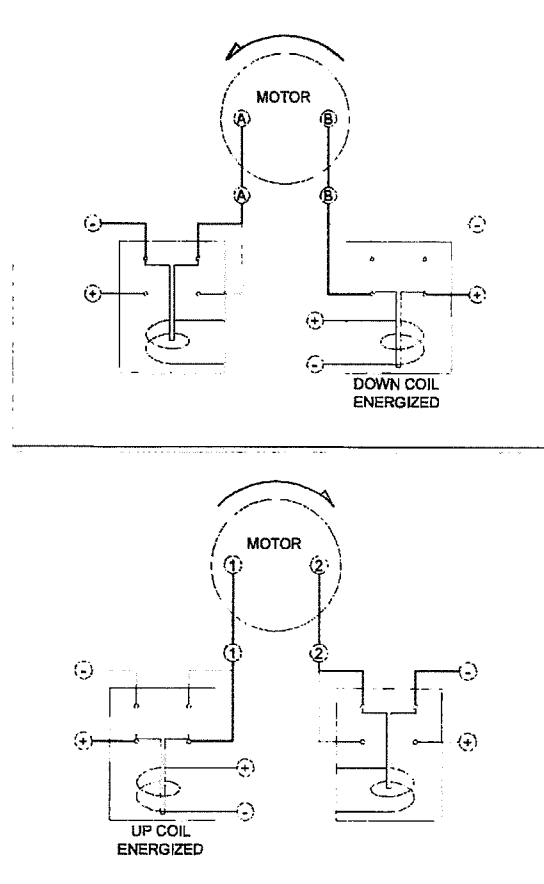 MOTOR
A B
A B
- -
+ +
+
-
DOWN COIL
ENERGIZED
MOTOR
1 2
1 2
- -
+ +
+
-
UP COIL
ENERGIZED